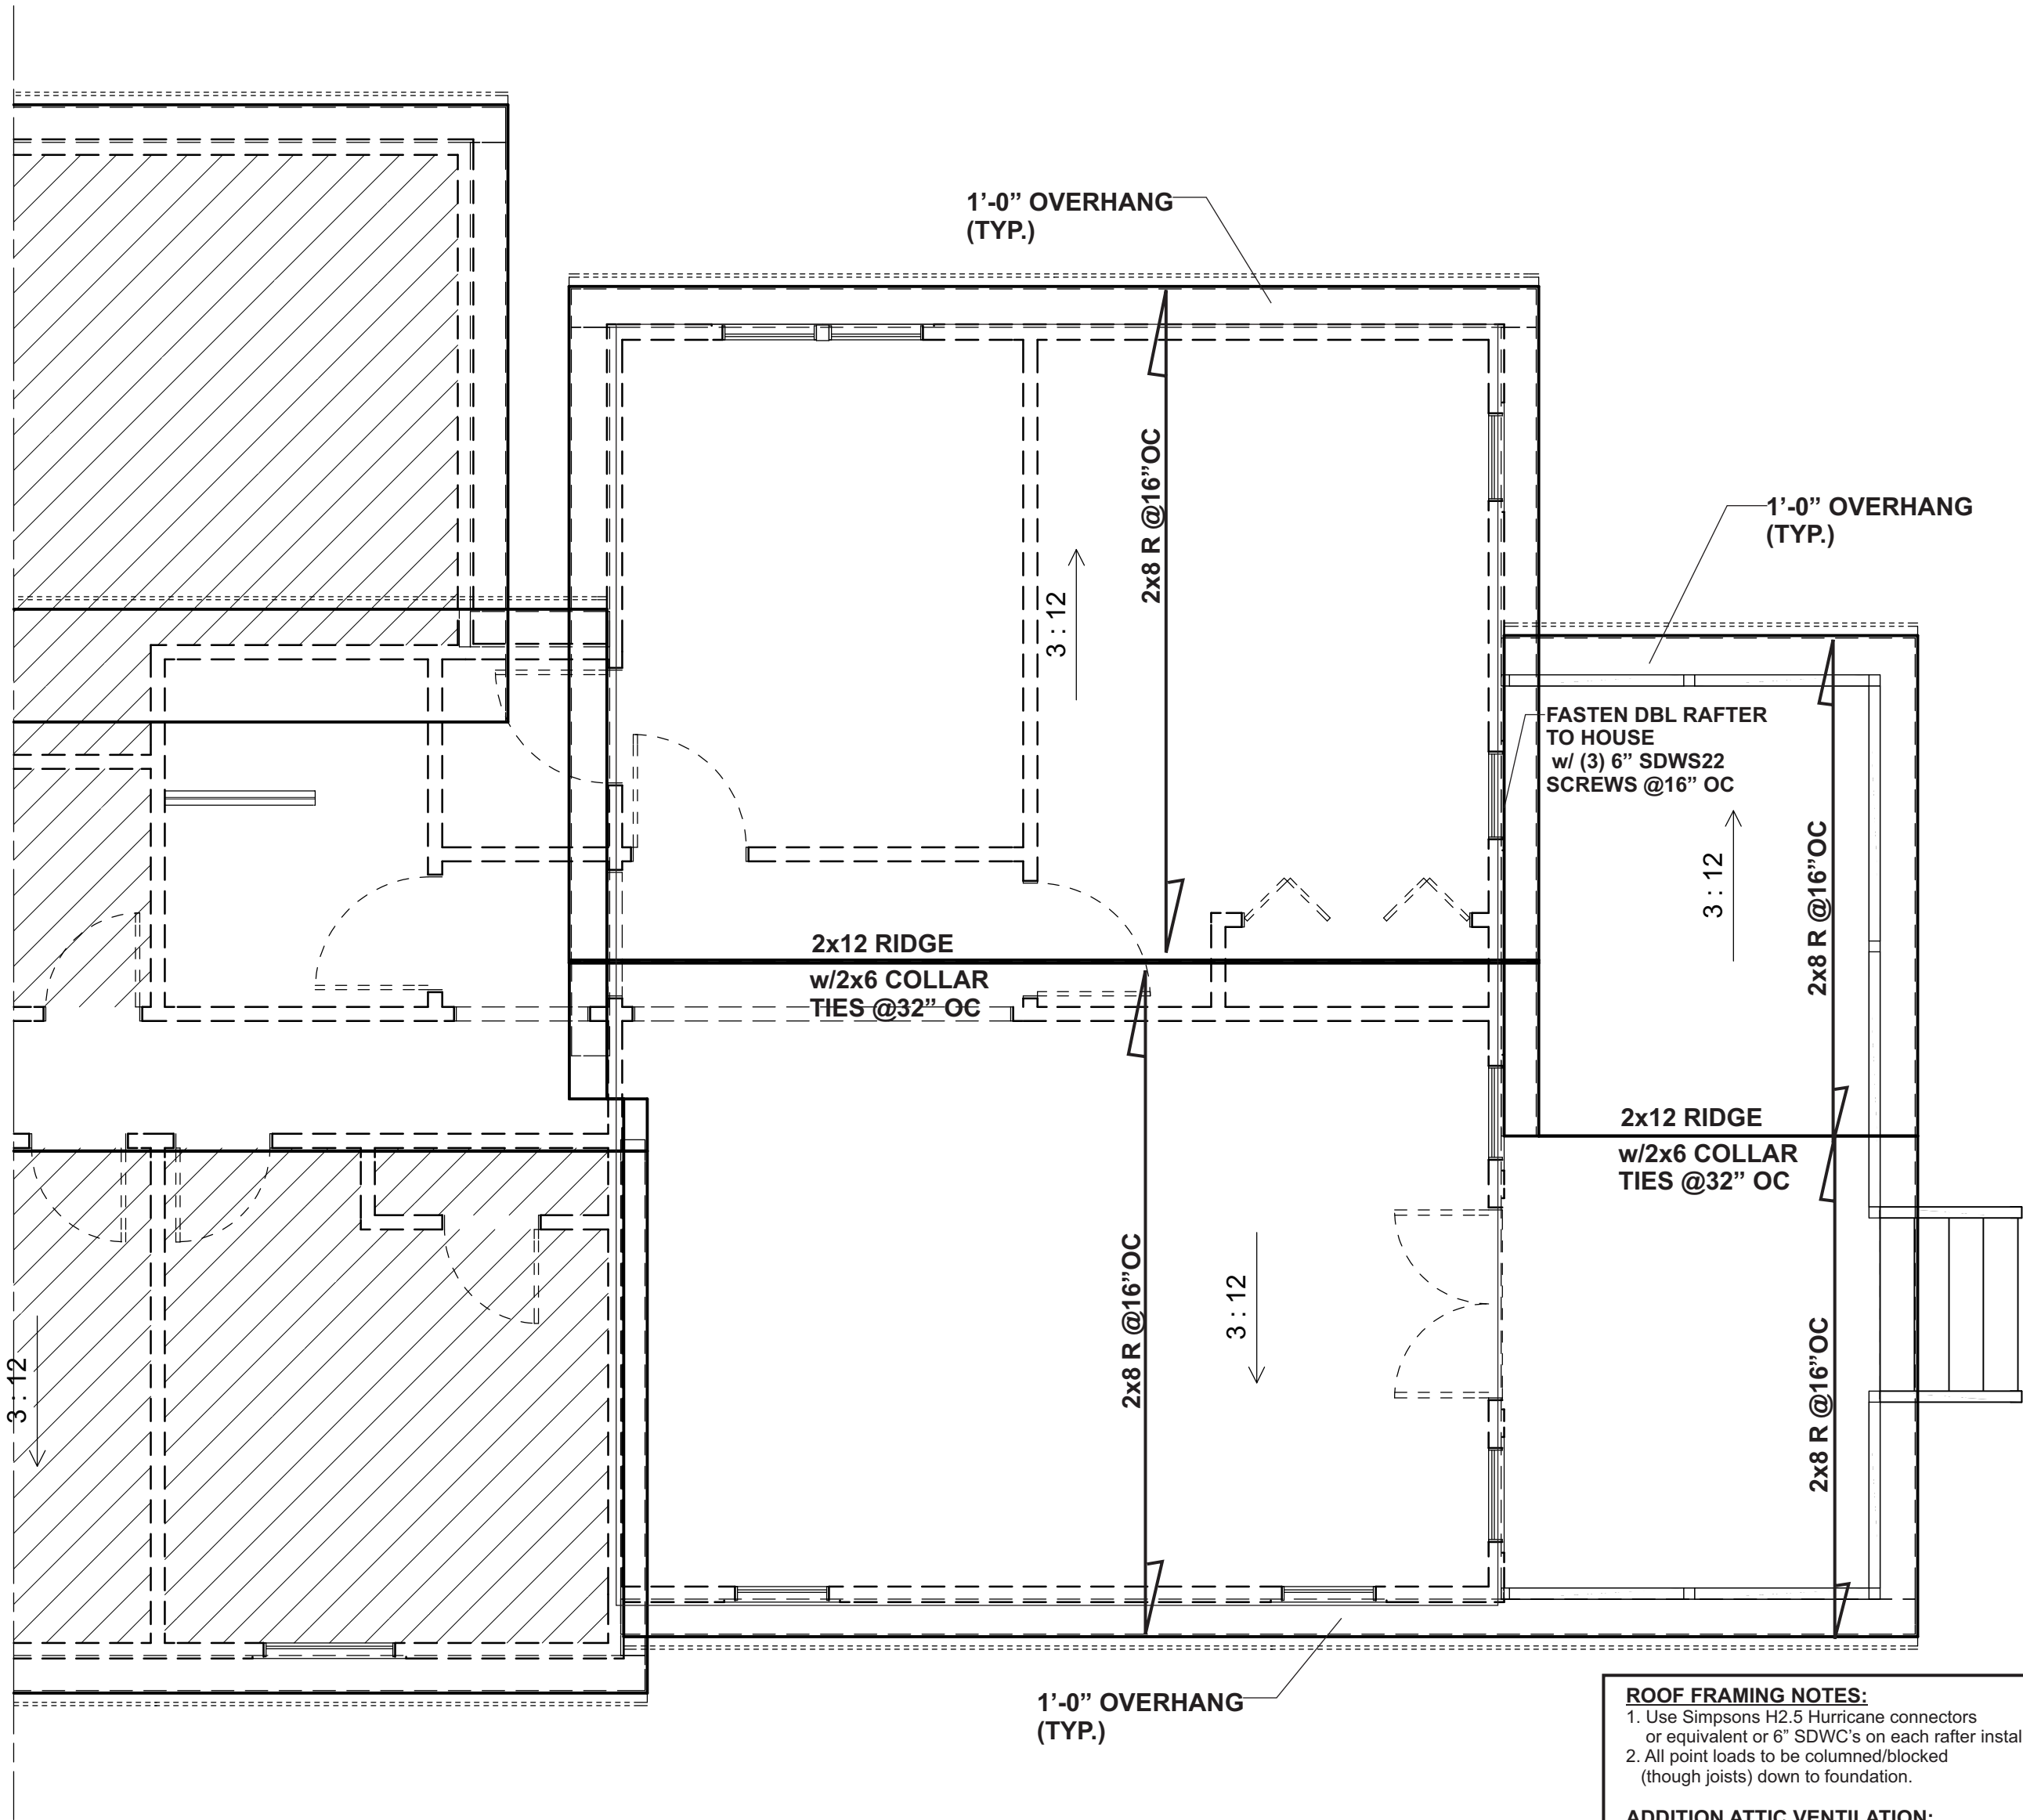 1’-0” OVERHANG
(TYP.)
1’-0” OVERHANG
(TYP.)
2x8 R @16”OC
3 : 12
FASTEN DBL RAFTER
TO HOUSE
w/ (3) 6” SDWS22
SCREWS @16” OC
3 : 12
2x8 R @16”OC
2x12 RIDGE
w/2x6 COLLAR
TIES @32” OC
2x12 RIDGE
w/2x6 COLLAR
TIES @32” OC
2x8 R @16”OC
3 : 12
2x8 R @16”OC
3 : 12
1’-0” OVERHANG
(TYP.)
ROOF FRAMING NOTES:
1. Use Simpsons H2.5 Hurricane connectors
or equivalent or 6” SDWC’s on each rafter instal
2. All point loads to be columned/blocked
(though joists) down to foundation.
ADDITION ATTIC VENTILATION: